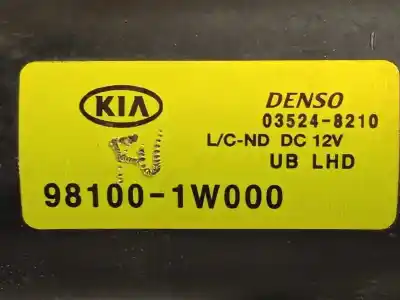 KIA
DENSO
03524-8210
L/C-ND DC 12V
UB LHD
98100-1W000